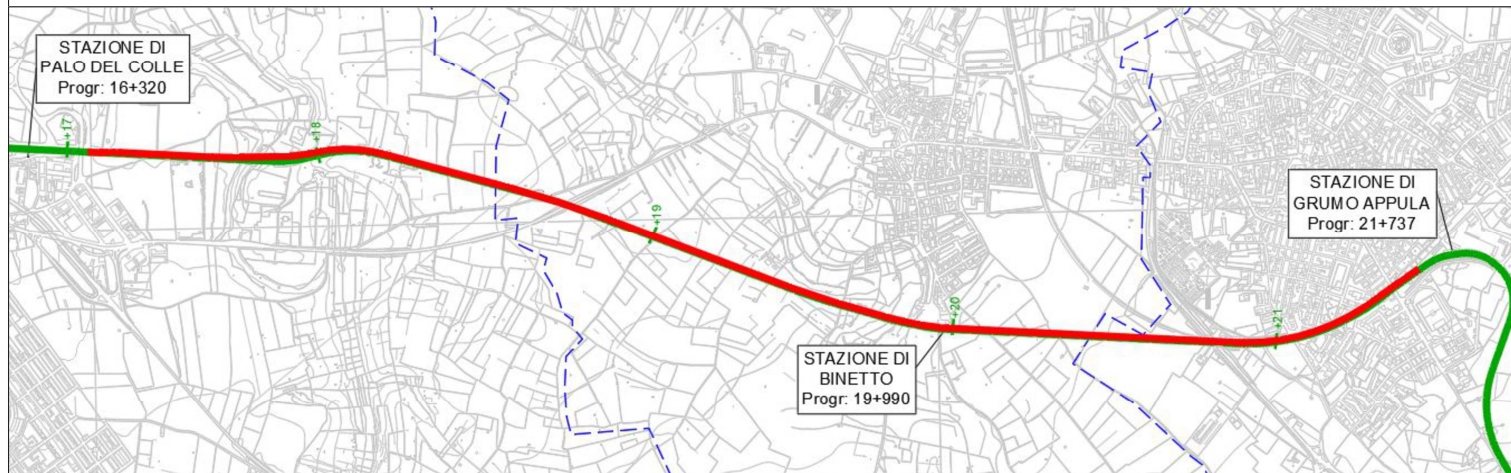 STAZIONE DI
PALO DEL COLLE
Progr: 16+320
+17
+18
+19
+20
+21
STAZIONE DI
BINETTO
Progr: 19+990
STAZIONE DI
GRUMO APPULA
Progr: 21+737